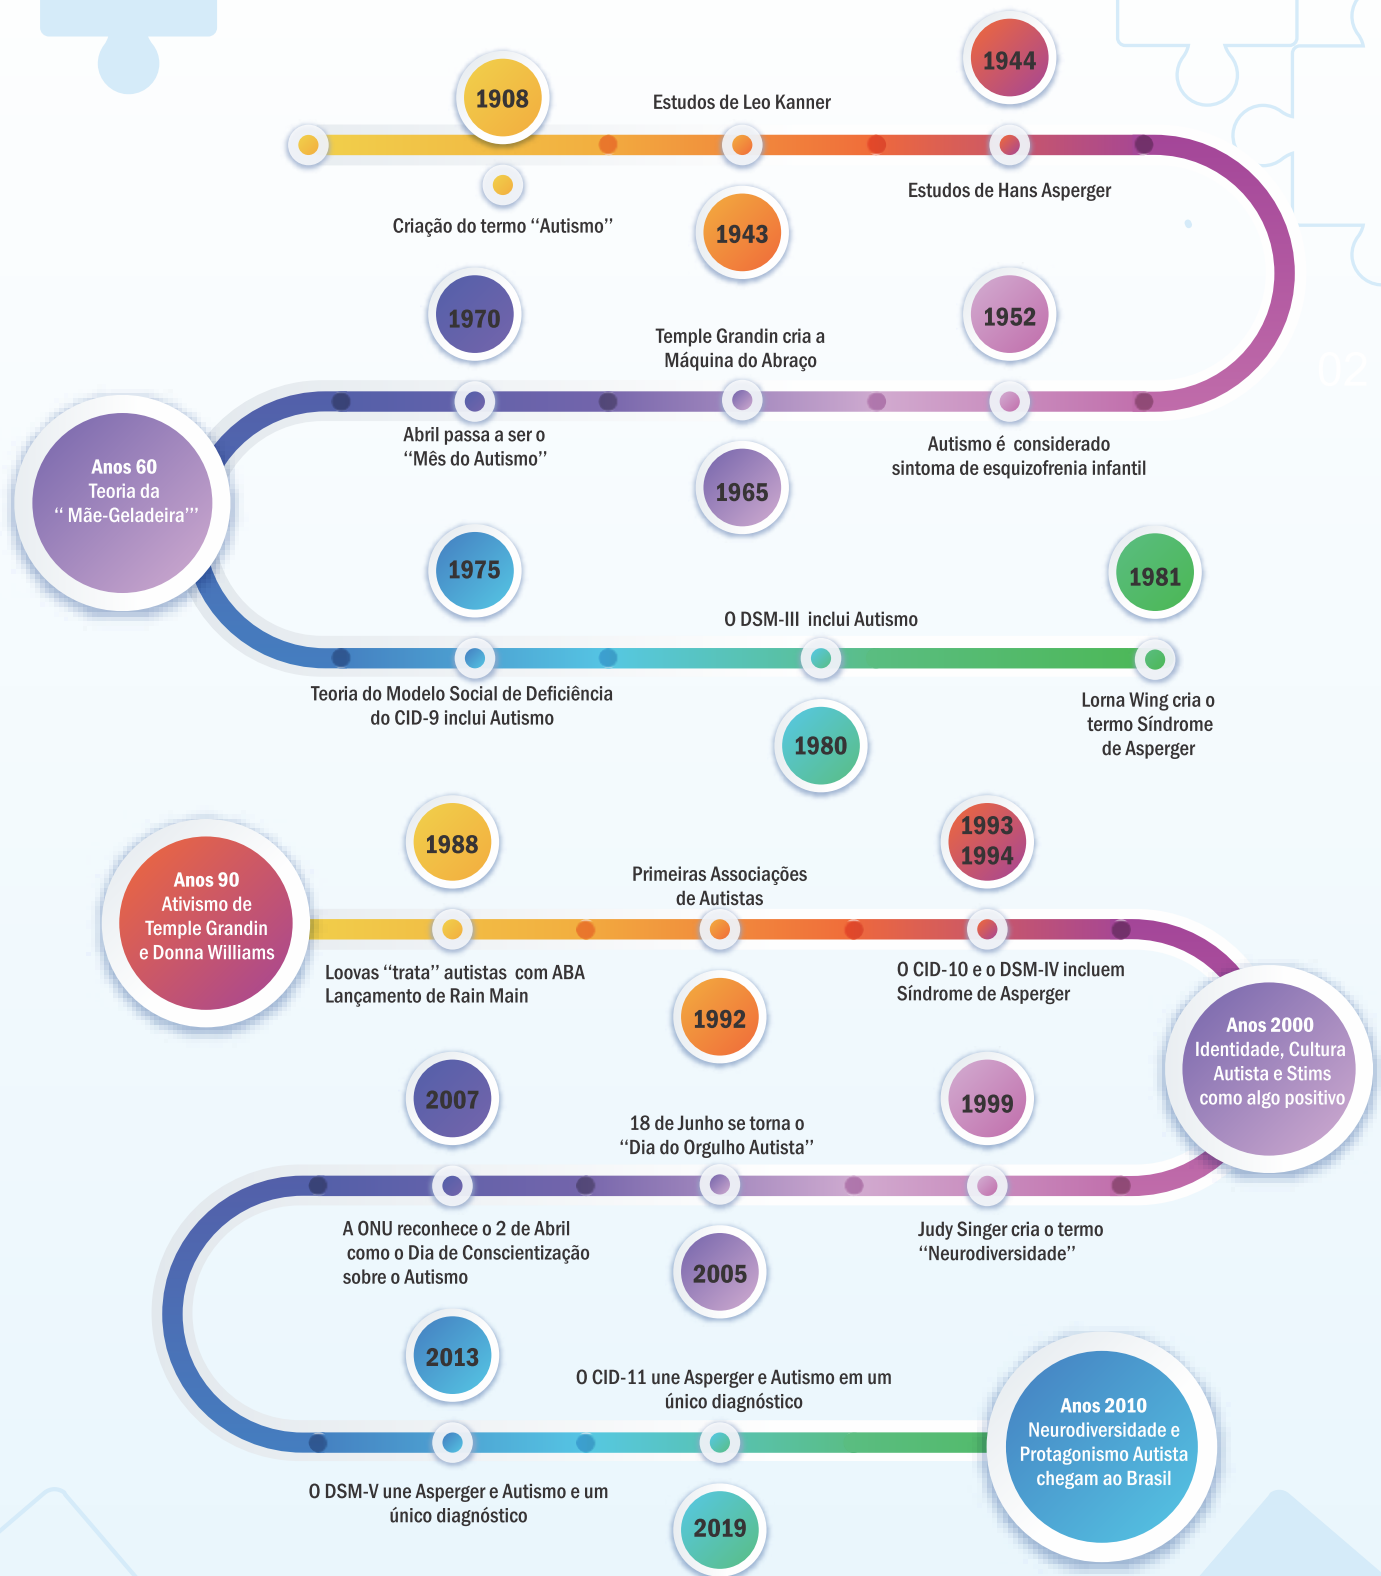 1944
1908
Estudos de Leo Kanner
Estudos de Hans Asperger
Criação do termo ‘‘Autismo’’
1943
1970
1952
Temple Grandin cria a
Máquina do Abraço
02
Abril passa a ser o
‘‘Mês do Autismo’’
Autismo é  considerado
sintoma de esquizofrenia infantil
Anos 60
Teoria da
‘‘ Mãe-Geladeira’’’
1965
1975
1981
O DSM-III  inclui Autismo
Teoria do Modelo Social de Deficiência
do CID-9 inclui Autismo
Lorna Wing cria o
termo Síndrome
de Asperger
1980
1988
1993
1994
Anos 90
Ativismo de
Temple Grandin
e Donna Williams
Primeiras Associações
de Autistas
Loovas ‘‘trata’’ autistas  com ABA
Lançamento de Rain Main
O CID-10 e o DSM-IV incluem
Síndrome de Asperger
1992
Anos 2000
Identidade, Cultura
Autista e Stims
como algo positivo
2007
1999
18 de Junho se torna o
‘‘Dia do Orgulho Autista’’
A ONU reconhece o 2 de Abril
como o Dia de Conscientização
sobre o Autismo
Judy Singer cria o termo
‘‘Neurodiversidade’’
2005
2013
O CID-11 une Asperger e Autismo em um
único diagnóstico
Anos 2010
Neurodiversidade e
Protagonismo Autista
chegam ao Brasil
O DSM-V une Asperger e Autismo e um
único diagnóstico
2019